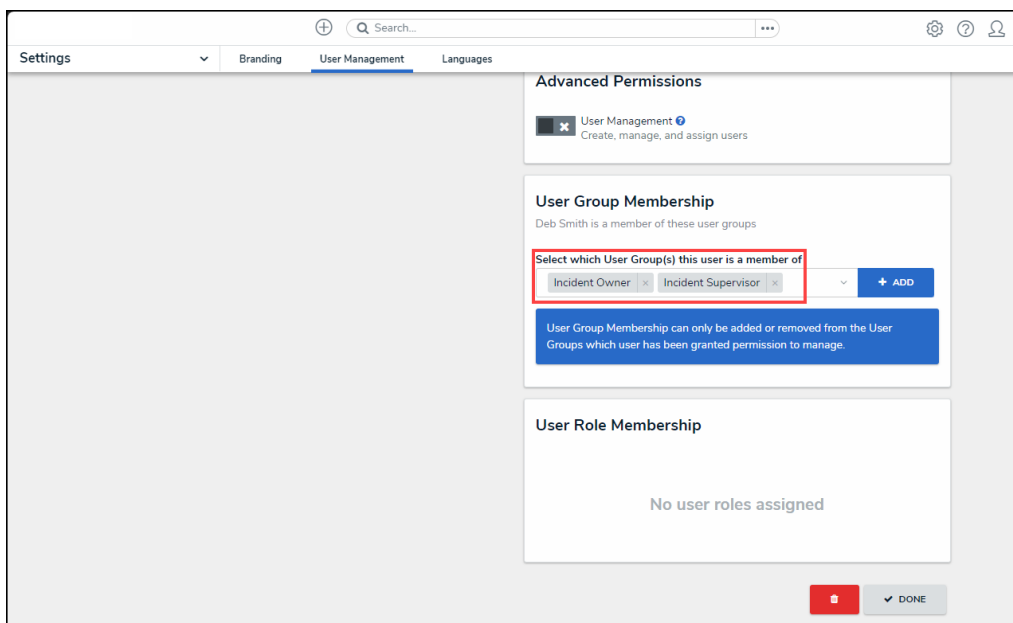 Search...
Settings
Branding
User Management
Languages
Advanced Permissions
User Management
Create, manage, and assign users
User Group Membership
Deb Smith is a member of these user groups
Select which User Group(s) this user is a member of
Incident Owner × Incident Supervisor ×
+ ADD
User Group Membership can only be added or removed from the User
Groups which user has been granted permission to manage.
User Role Membership
No user roles assigned
DONE